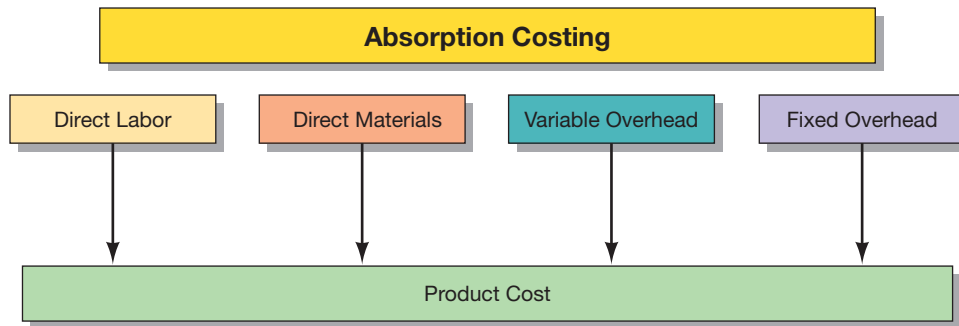 Absorption Costing
Direct Labor
Direct Materials
Variable Overhead
Fixed Overhead
Product Cost